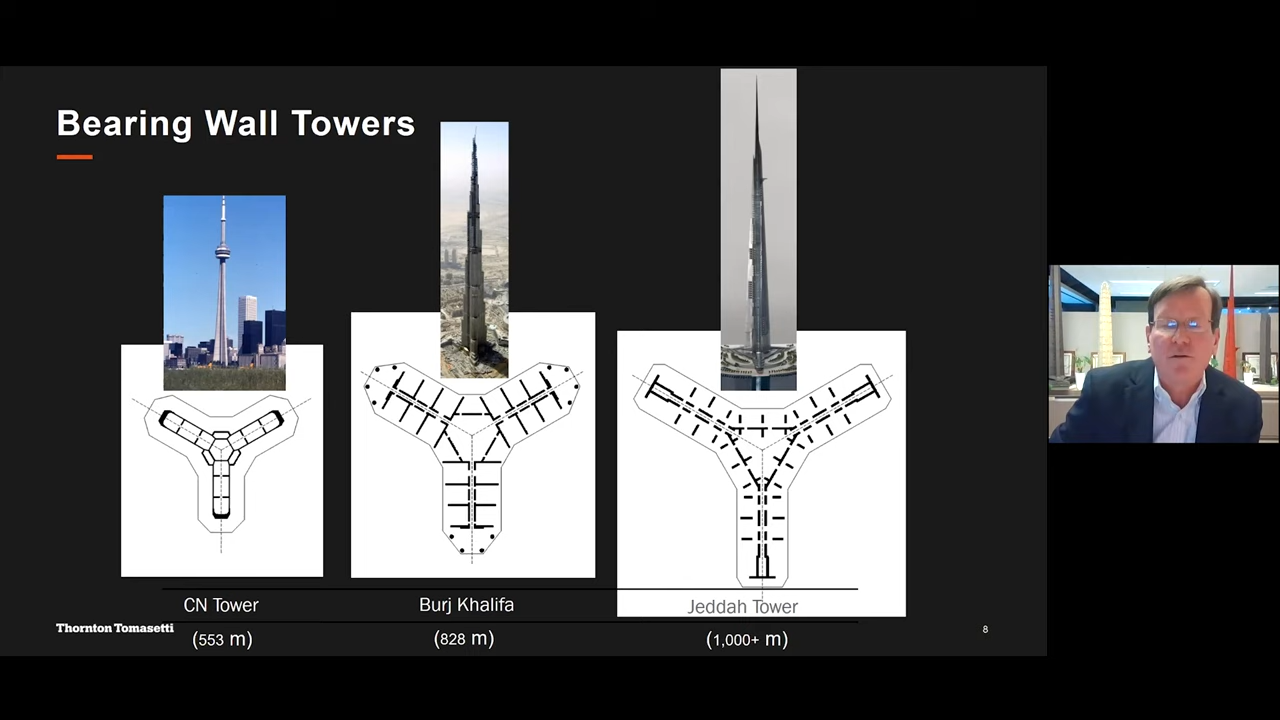 Bearing Wall Towers
CN Tower
Burj Khalifa
Jeddah Tower
(553 m)
(828 m)
(1,000+ m)
Thornton Tomasetti
8